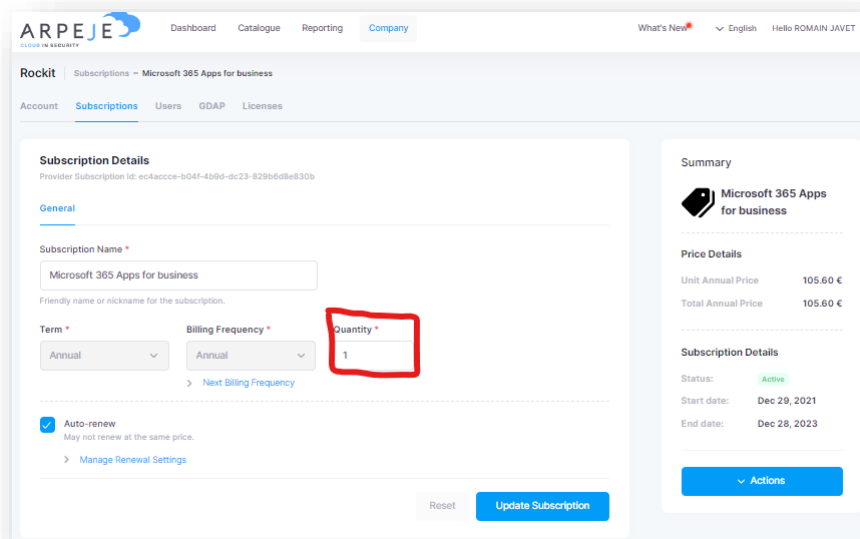 ARPEJE
CLOUD IN SECURITY
Dashboard Catalogue Reporting Company
What's New English Hello ROMAIN JAVET
Rockit Subscriptions – Microsoft 365 Apps for business
Account Subscriptions Users GDAP Licenses
Subscription Details
Provider Subscription Id: ec4accce-b04f-4b9d-dc23-829b6d8e830b
General
Subscription Name *
Microsoft 365 Apps for business
Friendly name or nickname for the subscription.
Term * Billing Frequency * Quantity *
Annual Annual 1
Next Billing Frequency
Auto-renew
May not renew at the same price.
Manage Renewal Settings
Reset Update Subscription
Summary
Microsoft 365 Apps
for business
Price Details
Unit Annual Price 105.60 €
Total Annual Price 105.60 €
Subscription Details
Status: Active
Start date: Dec 29, 2021
End date: Dec 28, 2023
Actions